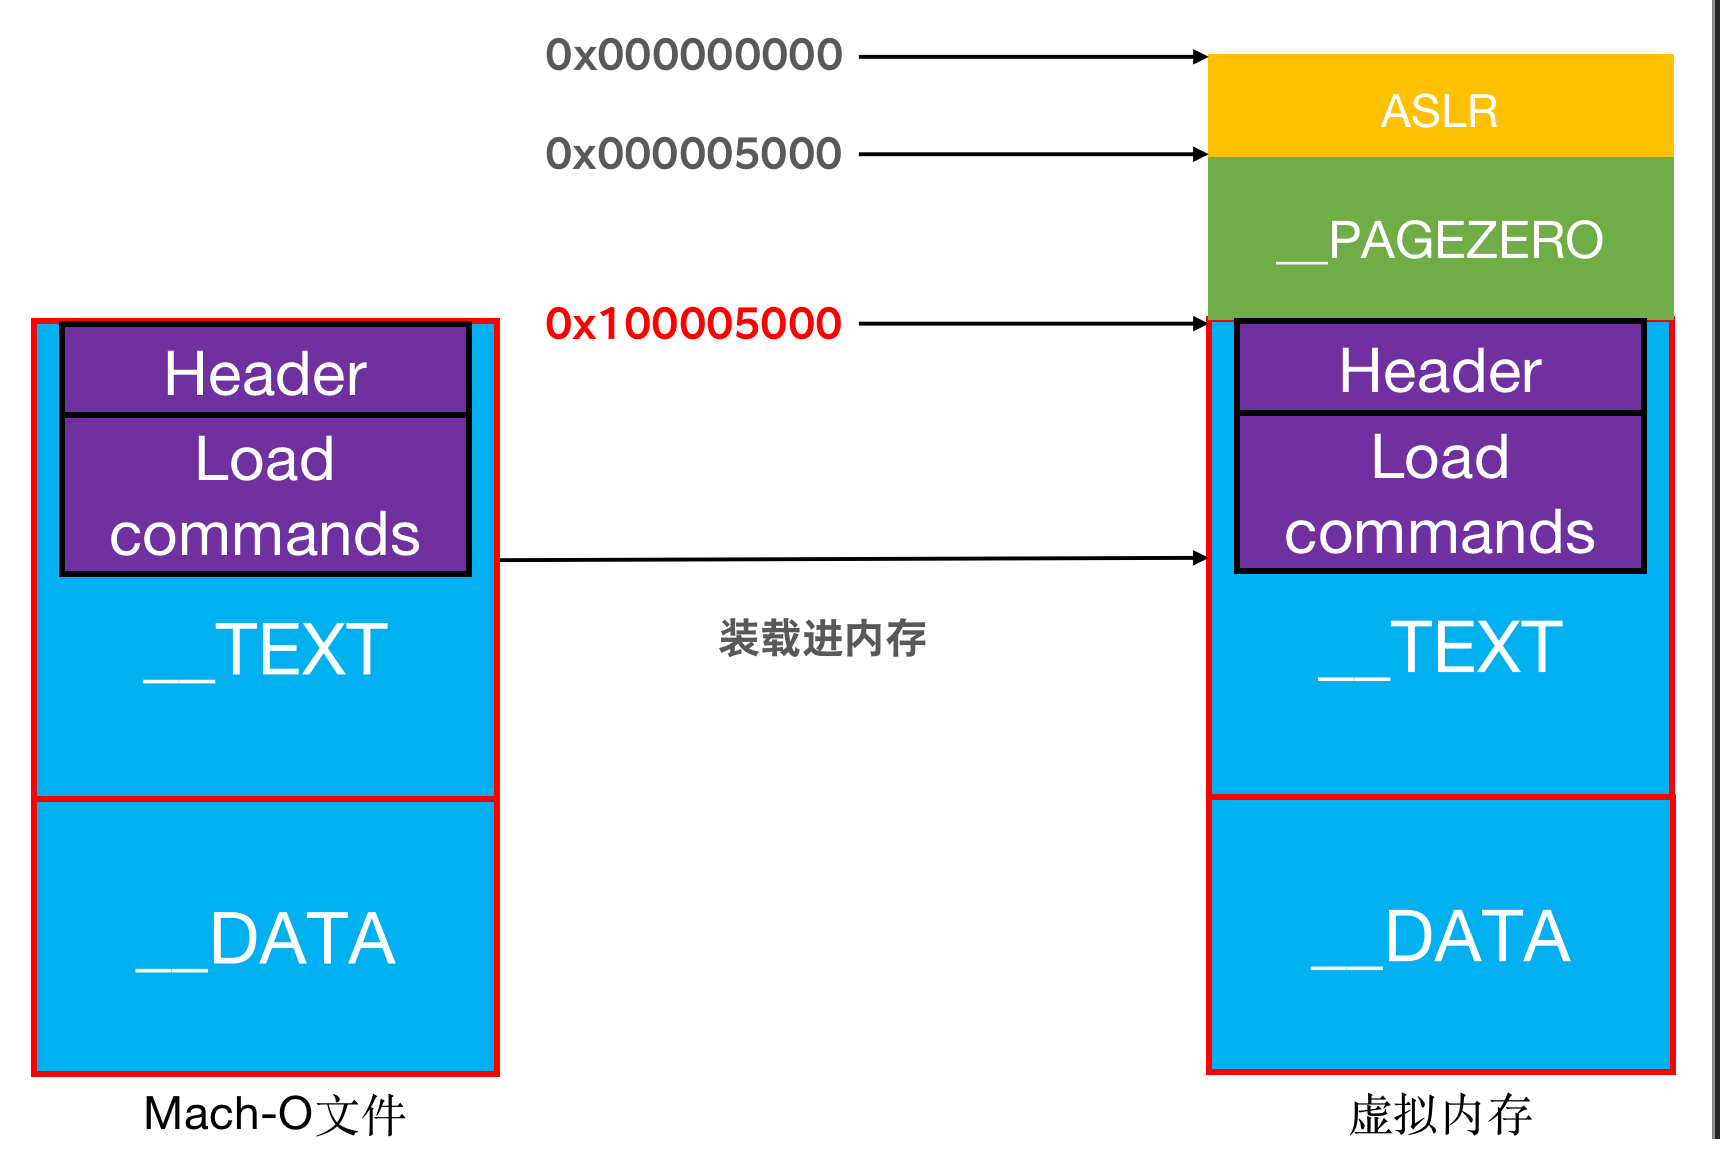 0x000000000
ASLR
0x000005000
__PAGEZERO
0x100005000
Header
Load
commands
__TEXT
__DATA
Mach-O文件
装载进内存
Header
Load
commands
__TEXT
__DATA
虚拟内存